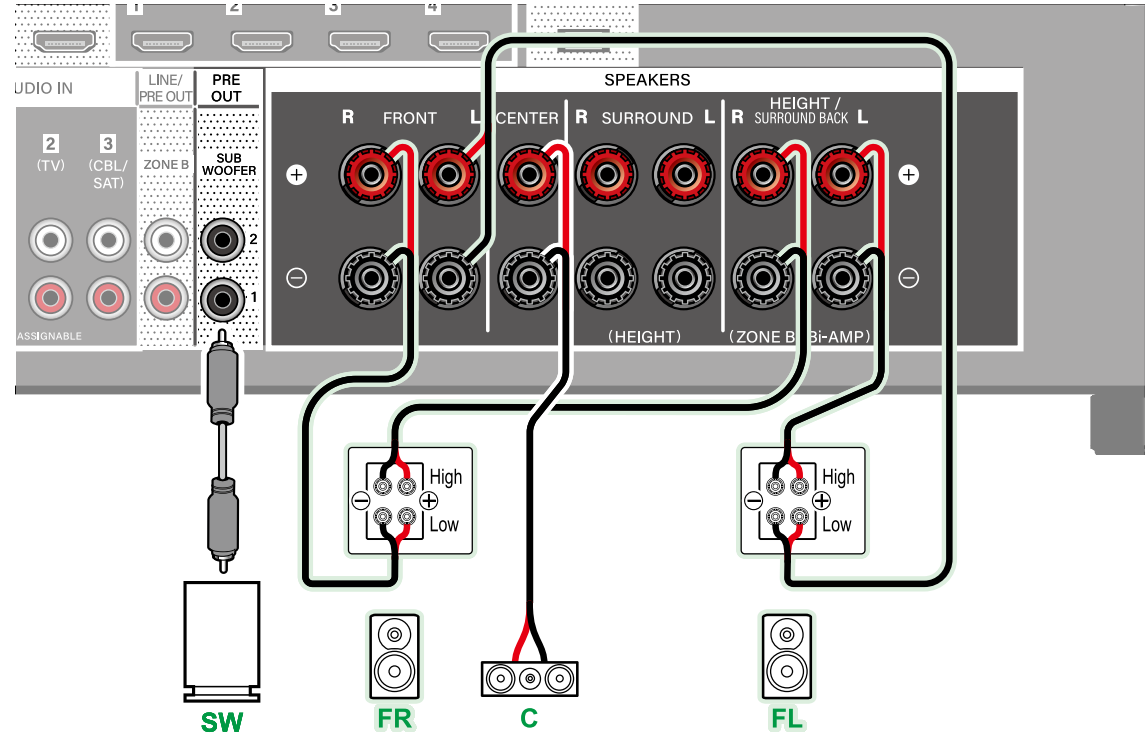 1 2 3 4
UDIO IN
LINE/
PRE OUT
PRE
OUT
SPEAKERS
R FRONT L
CENTER
R SURROUND L
R HEIGHT /
SURROUND BACK L
2
(TV)
3
(CBL/
SAT)
ZONE B
SUB
WOOFER
+
+
2
−
−
1
ASSIGNABLE
(HEIGHT)
(ZONE B Bi-AMP)
High
− +
Low
High
− +
Low
SW
FR
C
FL